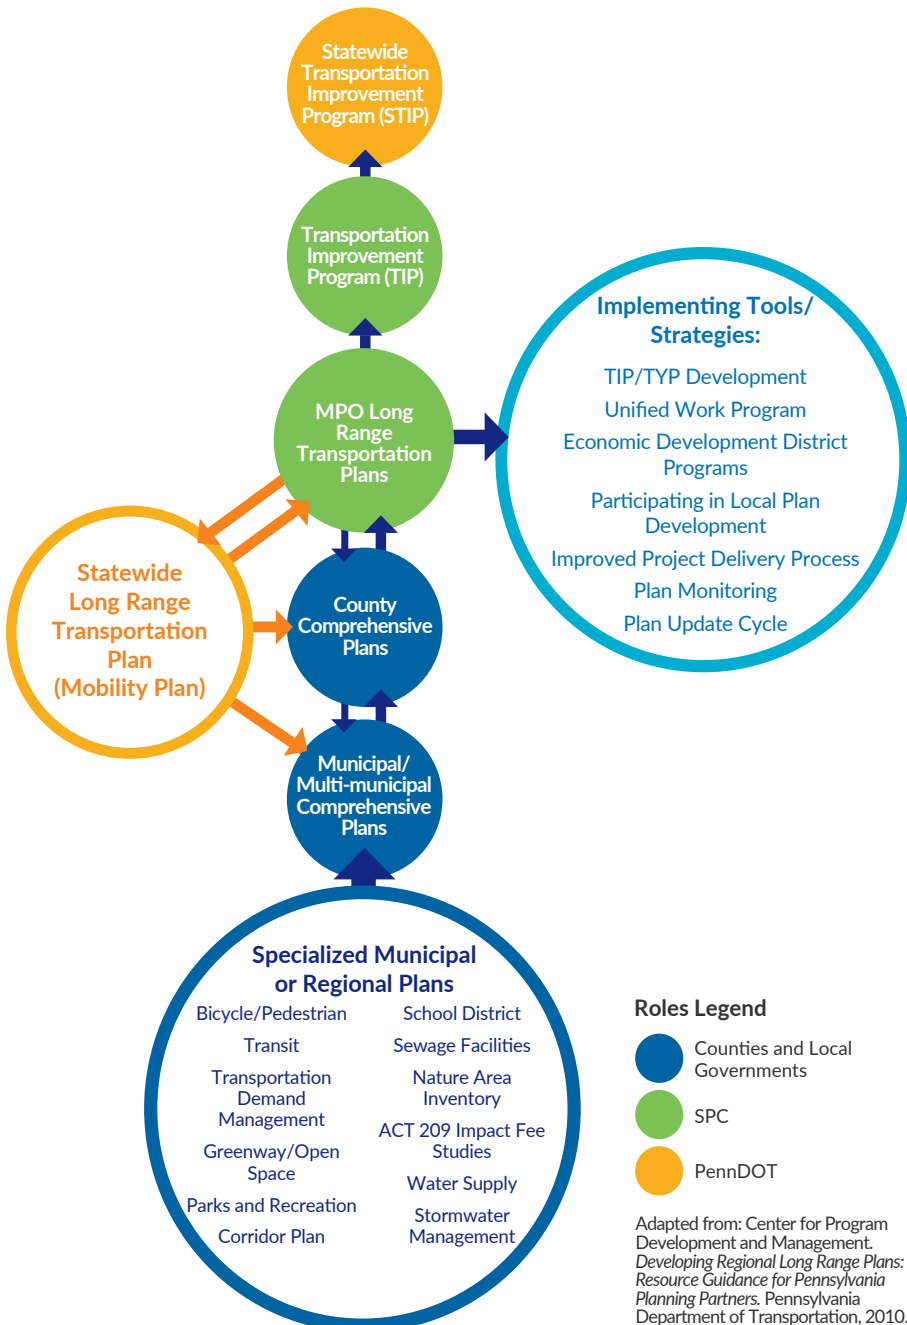 Statewide
Transportation
Improvement
Program (STIP)
Transportation
Improvement
Program (TIP)
MPO Long
Range
Transportation
Plans
Implementing Tools/
Strategies:
TIP/TYP Development
Unified Work Program
Economic Development District
Programs
Participating in Local Plan
Development
Improved Project Delivery Process
Plan Monitoring
Plan Update Cycle
Statewide
Long Range
Transportation
Plan
(Mobility Plan)
County
Comprehensive
Plans
Municipal/
Multi-municipal
Comprehensive
Plans
Specialized Municipal
or Regional Plans
Bicycle/Pedestrian
Transit
Transportation
Demand
Management
Greenway/Open
Space
Parks and Recreation
Corridor Plan
School District
Sewage Facilities
Nature Area
Inventory
ACT 209 Impact Fee
Studies
Water Supply
Stormwater
Management
Roles Legend
Counties and Local
Governments
SPC
PennDOT
Adapted from: Center for Program
Development and Management.
Developing Regional Long Range Plans:
Resource Guidance for Pennsylvania
Planning Partners. Pennsylvania
Department of Transportation, 2010.